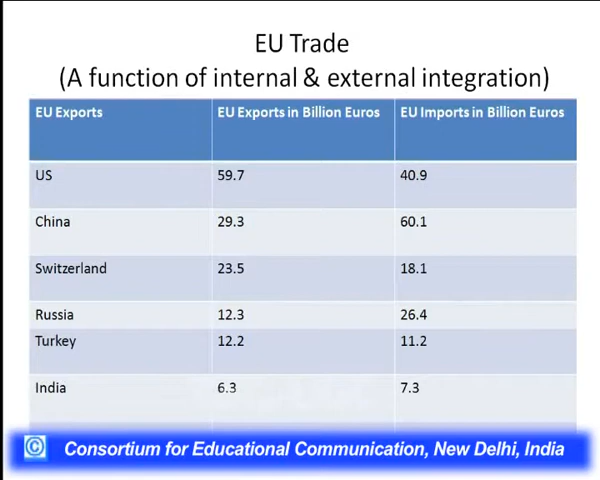 EU Trade
(A function of internal & external integration)
EU Exports EU Exports in Billion Euros EU Imports in Billion Euros
US 59.7 40.9
China 29.3 60.1
Switzerland 23.5 18.1
Russia 12.3 26.4
Turkey 12.2 11.2
India 6.3 7.3
© Consortium for Educational Communication, New Delhi, India